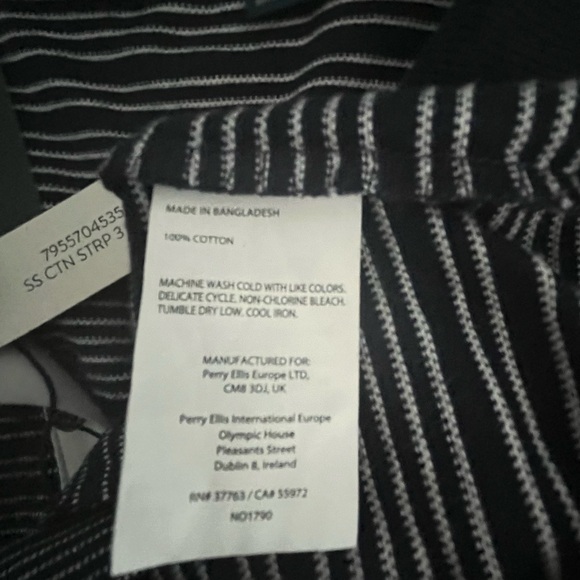 7955704535
SS CTN STRP 3
MADE IN BANGLADESH
100% COTTON
MACHINE WASH COLD WITH LIKE COLORS.
DELICATE CYCLE. NON-CHLORINE BLEACH.
TUMBLE DRY LOW. COOL IRON.
MANUFACTURED FOR:
Perry Ellis Europe LTD,
CM8 3DJ, UK
Perry Ellis International Europe
Olympic House
Pleasants Street
Dublin 8, Ireland
RN# 37763 / CA# 55972
NO1790